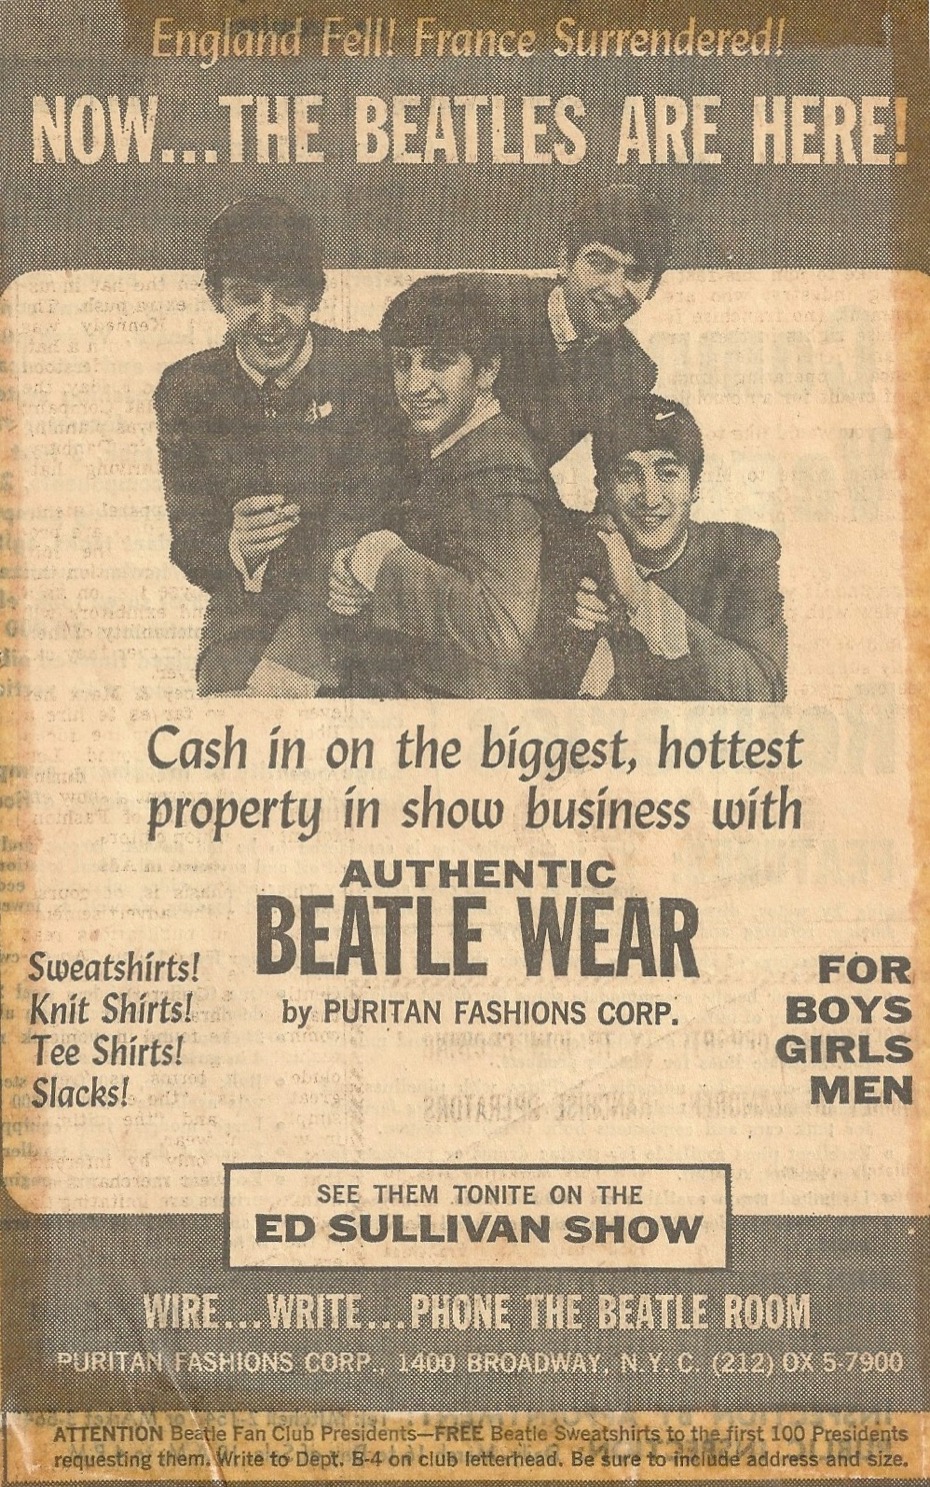 England Fell! France Surrendered!
NOW...THE BEATLES ARE HERE!
Cash in on the biggest, hottest
property in show business with
AUTHENTIC
BEATLE WEAR
by PURITAN FASHIONS CORP.
Sweatshirts!
Knit Shirts!
Tee Shirts!
Slacks!
FOR
BOYS
GIRLS
MEN
SEE THEM TONITE ON THE
ED SULLIVAN SHOW
WIRE...WRITE...PHONE THE BEATLE ROOM
PURITAN FASHIONS CORP., 1400 BROADWAY, N.Y.C. (212) OX 5-7900
ATTENTION Beatle Fan Club Presidents—FREE Beatle Sweatshirts to the first 100 Presidents
requesting them. Write to Dept. B-4 on club letterhead. Be sure to include address and size.